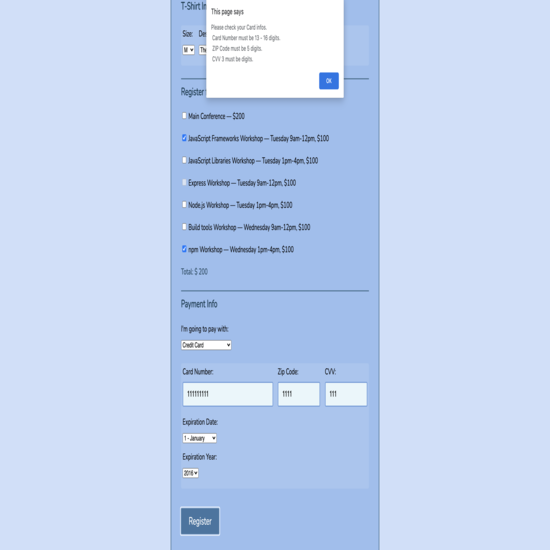 T-Shirt In
This page says
Please check your Card infos.
Card Number must be 13 - 16 digits.
ZIP Code must be 5 digits.
CVV 3 must be digits.
OK
Size:
M
Register
Main Conference — $200
JavaScript Frameworks Workshop — Tuesday 9am-12pm, $100
JavaScript Libraries Workshop — Tuesday 1pm-4pm, $100
Express Workshop — Tuesday 9am-12pm, $100
Node.js Workshop — Tuesday 1pm-4pm, $100
Build tools Workshop — Wednesday 9am-12pm, $100
npm Workshop — Wednesday 1pm-4pm, $100
Total: $ 200
Payment Info
I'm going to pay with:
Credit Card
Card Number: Zip Code: CVV:
111111111 1111 111
Expiration Date:
1 - January
Expiration Year:
2016
Register